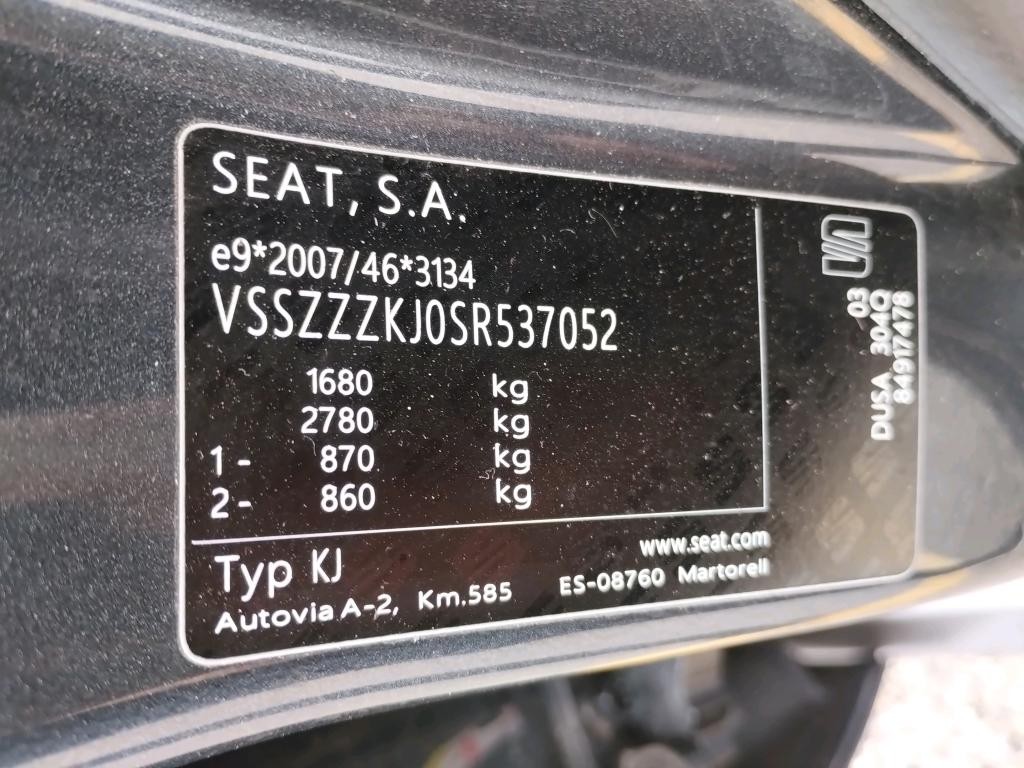 SEAT, S.A.
e9*2007/46*3134
VSSZZZKJ0SR537052
1680 kg
2780 kg
1- 870 kg
2- 860 kg
Typ KJ
www.seat.com
Autovia A-2, Km.585 ES-08760 Martorell
03
DUSA. 304Q
84917478